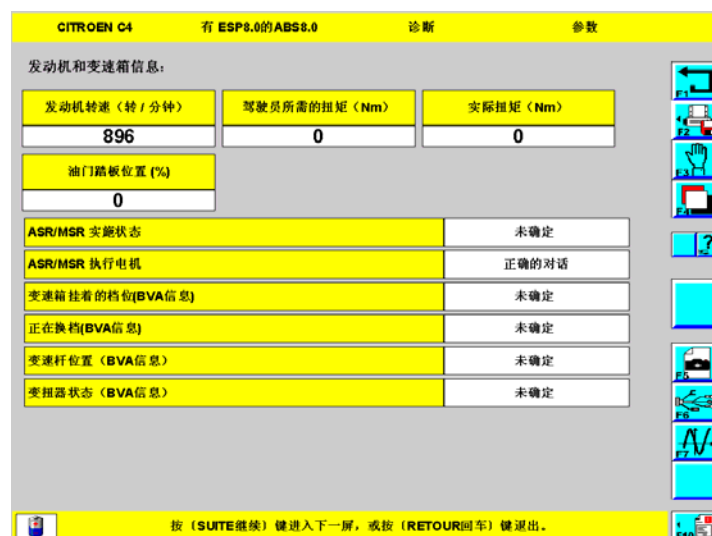 CITROEN C4 有 ESP8.0的ABS8.0 诊断 参数
发动机和变速箱信息:
发动机转速（转 / 分钟） 驾驶员所需的扭矩（Nm） 实际扭矩（Nm）
896 0 0
油门踏板位置 (%)
0
ASR/MSR 实施状态 未确定
ASR/MSR 执行电机 正确的对话
变速箱挂着的档位(BVA信息) 未确定
正在换档(BVA信息) 未确定
变速杆位置（BVA信息） 未确定
变扭器状态（BVA信息） 未确定
按（SUITE继续）键进入下一屏，或按（RETOUR回车）键退出.
F1
F2
F3
F4
?
F5
F6
F7
F10